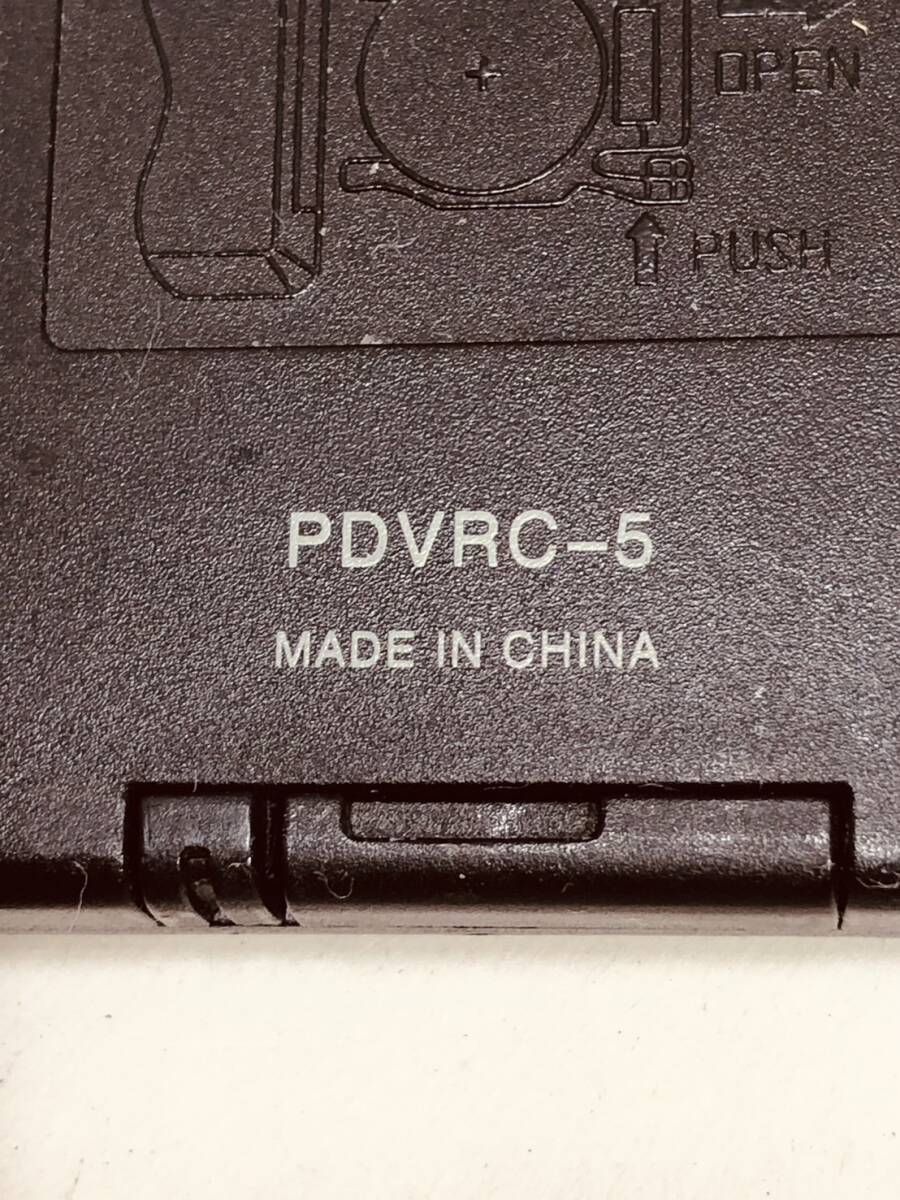 +
OPEN
PUSH
PDVRC-5
MADE IN CHINA